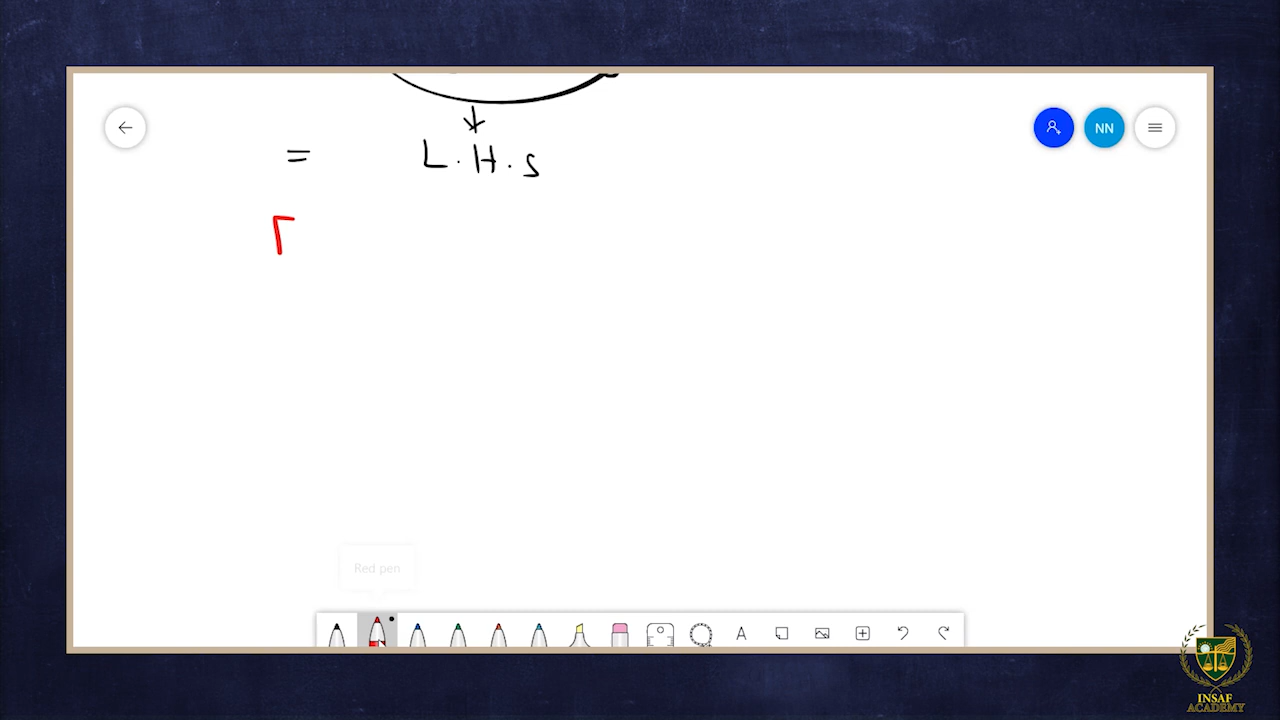 NN
= L.H.S
Red pen
A
INSAF
ACADEMY